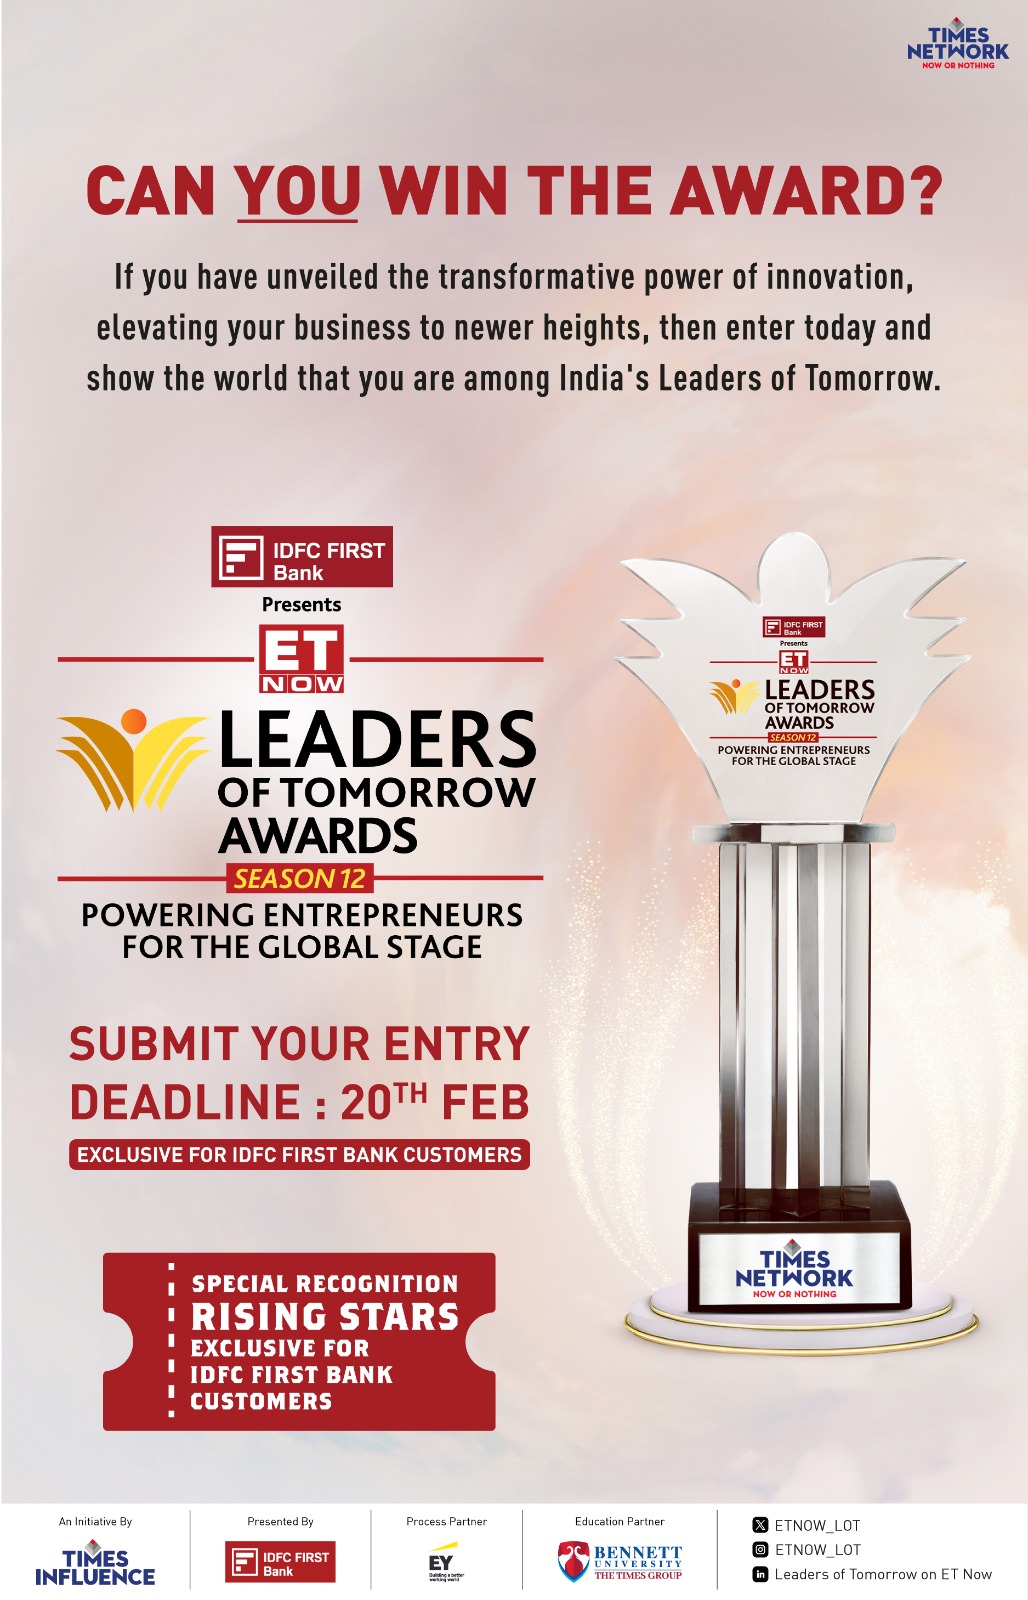 TIMES
NETWORK
NOW OR NOTHING
CAN YOU WIN THE AWARD?
If you have unveiled the transformative power of innovation,
elevating your business to newer heights, then enter today and
show the world that you are among India's Leaders of Tomorrow.
IDFC FIRST
Bank
Presents
ET
NOW
LEADERS
OF TOMORROW
AWARDS
SEASON 12
POWERING ENTREPRENEURS
FOR THE GLOBAL STAGE
IDFC FIRST
Bank
Presents
ET
NOW
LEADERS
OF TOMORROW
AWARDS
SEASON 12
POWERING ENTREPRENEURS
FOR THE GLOBAL STAGE
TIMES
NETWORK
NOW OR NOTHING
SUBMIT YOUR ENTRY
DEADLINE : 20TH FEB
EXCLUSIVE FOR IDFC FIRST BANK CUSTOMERS
SPECIAL RECOGNITION
RISING STARS
EXCLUSIVE FOR
IDFC FIRST BANK
CUSTOMERS
An Initiative By
TIMES
INFLUENCE
Presented By
IDFC FIRST
Bank
Process Partner
EY
Building a better
working world
Education Partner
BENNETT
UNIVERSITY
THE TIMES GROUP
ETNOW_LOT
ETNOW_LOT
Leaders of Tomorrow on ET Now